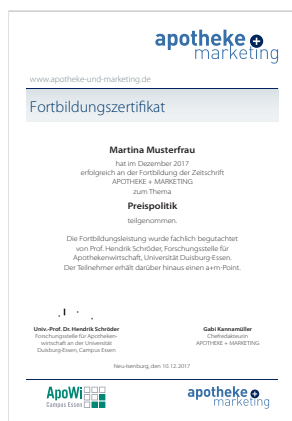 apotheke +
marketing
www.apotheke-und-marketing.de
Fortbildungszertifikat
Martina Musterfrau
hat im Dezember 2017
erfolgreich an der Fortbildung der Zeitschrift
APOTHEKE + MARKETING
zum Thema
Preispolitik
teilgenommen.
Die Fortbildungsleistung wurde fachlich begutachtet
von Prof. Hendrik Schröder, Forschungsstelle für
Apothekenwirtschaft, Universität Duisburg-Essen.
Der Teilnehmer erhält darüber hinaus einen a+m-Point.
Univ.-Prof. Dr. Hendrik Schröder
Forschungsstelle für Apotheken-
wirtschaft an der Universität
Duisburg-Essen, Campus Essen
Gabi Kannamüller
Chefredakteurin
APOTHEKE + MARKETING
Neu-Isenburg, den 10.12.2017
ApoWi
Campus Essen
apotheke +
marketing